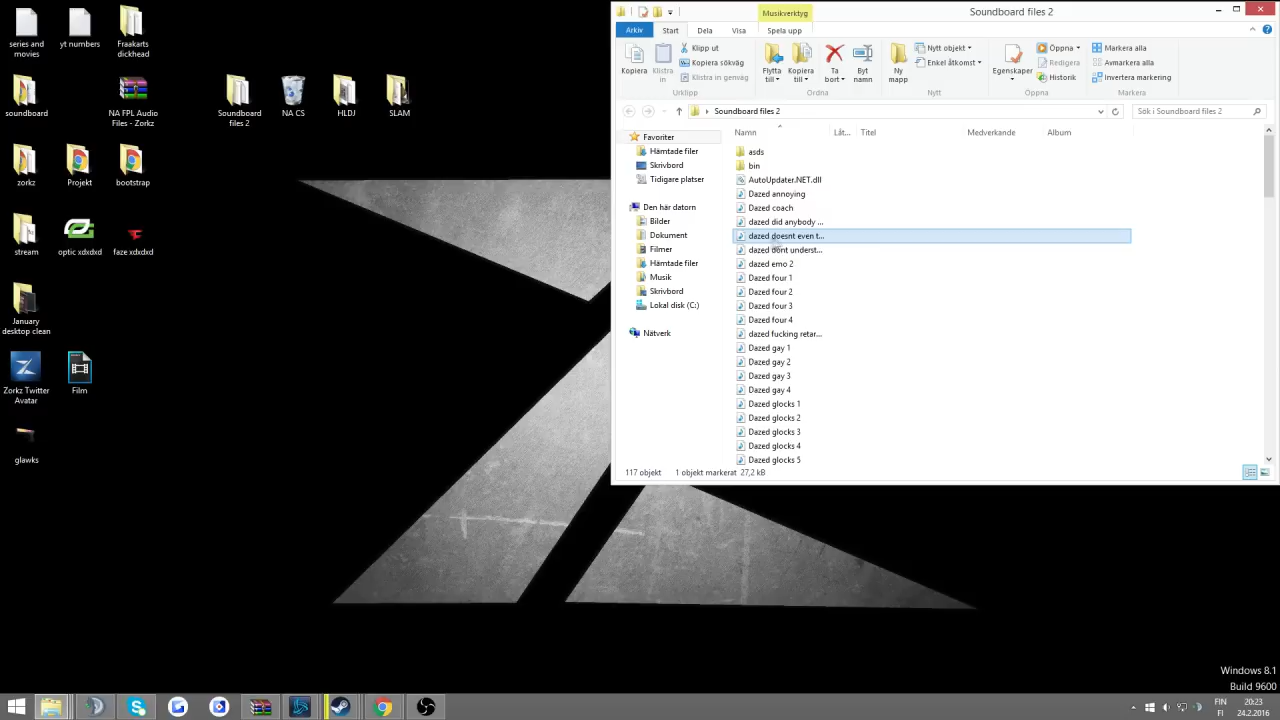 series and
movies
yt numbers
Fraakarts
dickhead
soundboard
NA FPL Audio
Files - Zorkz
Soundboard
files 2
NA CS
HLDJ
SLAM
zorkz
Projekt
bootstrap
stream
optic xdxdxd
faze xdxdxd
January
desktop clean
Zorkz Twitter
Avatar
Film
glawks
Musikverktyg
Soundboard files 2
Arkiv
Start
Dela
Visa
Spela upp
Kopiera
Klistra
in
Klipp ut
Kopiera sökväg
Klistra in genväg
Urklipp
Flytta
till
Kopiera
till
Ta
bort
Byt
namn
Ordna
Ny
mapp
Nytt objekt
Enkel åtkomst
Nytt
Egenskaper
Öppna
Redigera
Historik
Öppna
Markera alla
Avmarkera alla
Invertera markering
Markera
Soundboard files 2
Sök i Soundboard files 2
Favoriter
Hämtade filer
Skrivbord
Tidigare platser
Den här datorn
Bilder
Dokument
Filmer
Hämtade filer
Musik
Skrivbord
Lokal disk (C:)
Nätverk
Namn
Låt...
Titel
Medverkande
Album
asds
bin
AutoUpdater.NET.dll
Dazed annoying
Dazed coach
dazed did anybody ...
dazed doesnt even t...
dazed dont underst...
dazed emo 2
Dazed four 1
Dazed four 2
Dazed four 3
Dazed four 4
dazed fucking retar...
Dazed gay 1
Dazed gay 2
Dazed gay 3
Dazed gay 4
Dazed glocks 1
Dazed glocks 2
Dazed glocks 3
Dazed glocks 4
Dazed glocks 5
117 objekt
1 objekt markerat 27,2 kB
Windows 8.1
Build 9600
FIN
FI
20:23
24.2.2016